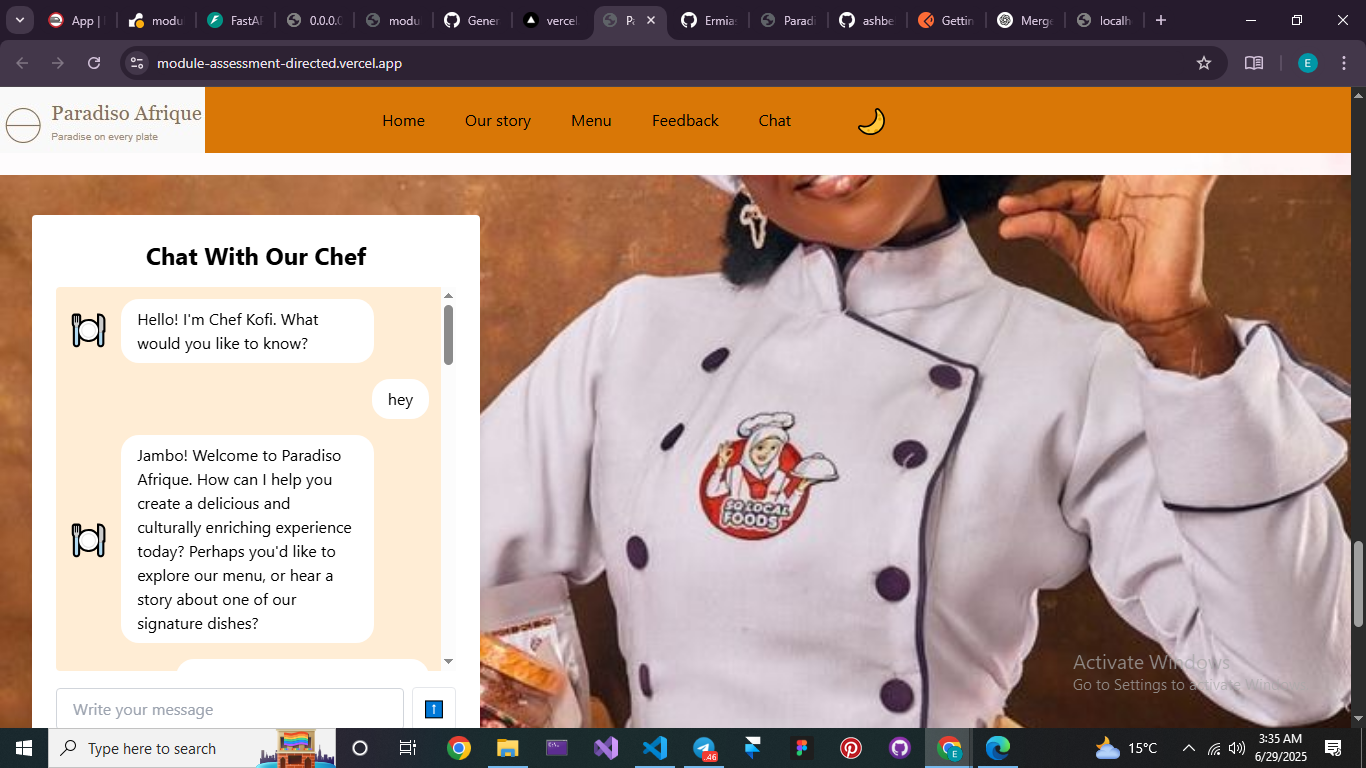 App |
modu
FastAP
0.0.0.0
modu
Gener
vercel
Pa
Ermia
Paradi
ashbe
Gettin
Merge
localh
module-assessment-directed.vercel.app
E
Paradiso Afrique
Paradise on every plate
Home
Our story
Menu
Feedback
Chat
Chat With Our Chef
Hello! I'm Chef Kofi. What
would you like to know?
hey
Jambo! Welcome to Paradiso
Afrique. How can I help you
create a delicious and
culturally enriching experience
today? Perhaps you'd like to
explore our menu, or hear a
story about one of our
signature dishes?
Write your message
SQ LOCAL
FOODS
Activate Windows
Go to Settings to activate Windows.
Type here to search
.46
E
15°C
3:35 AM
6/29/2025